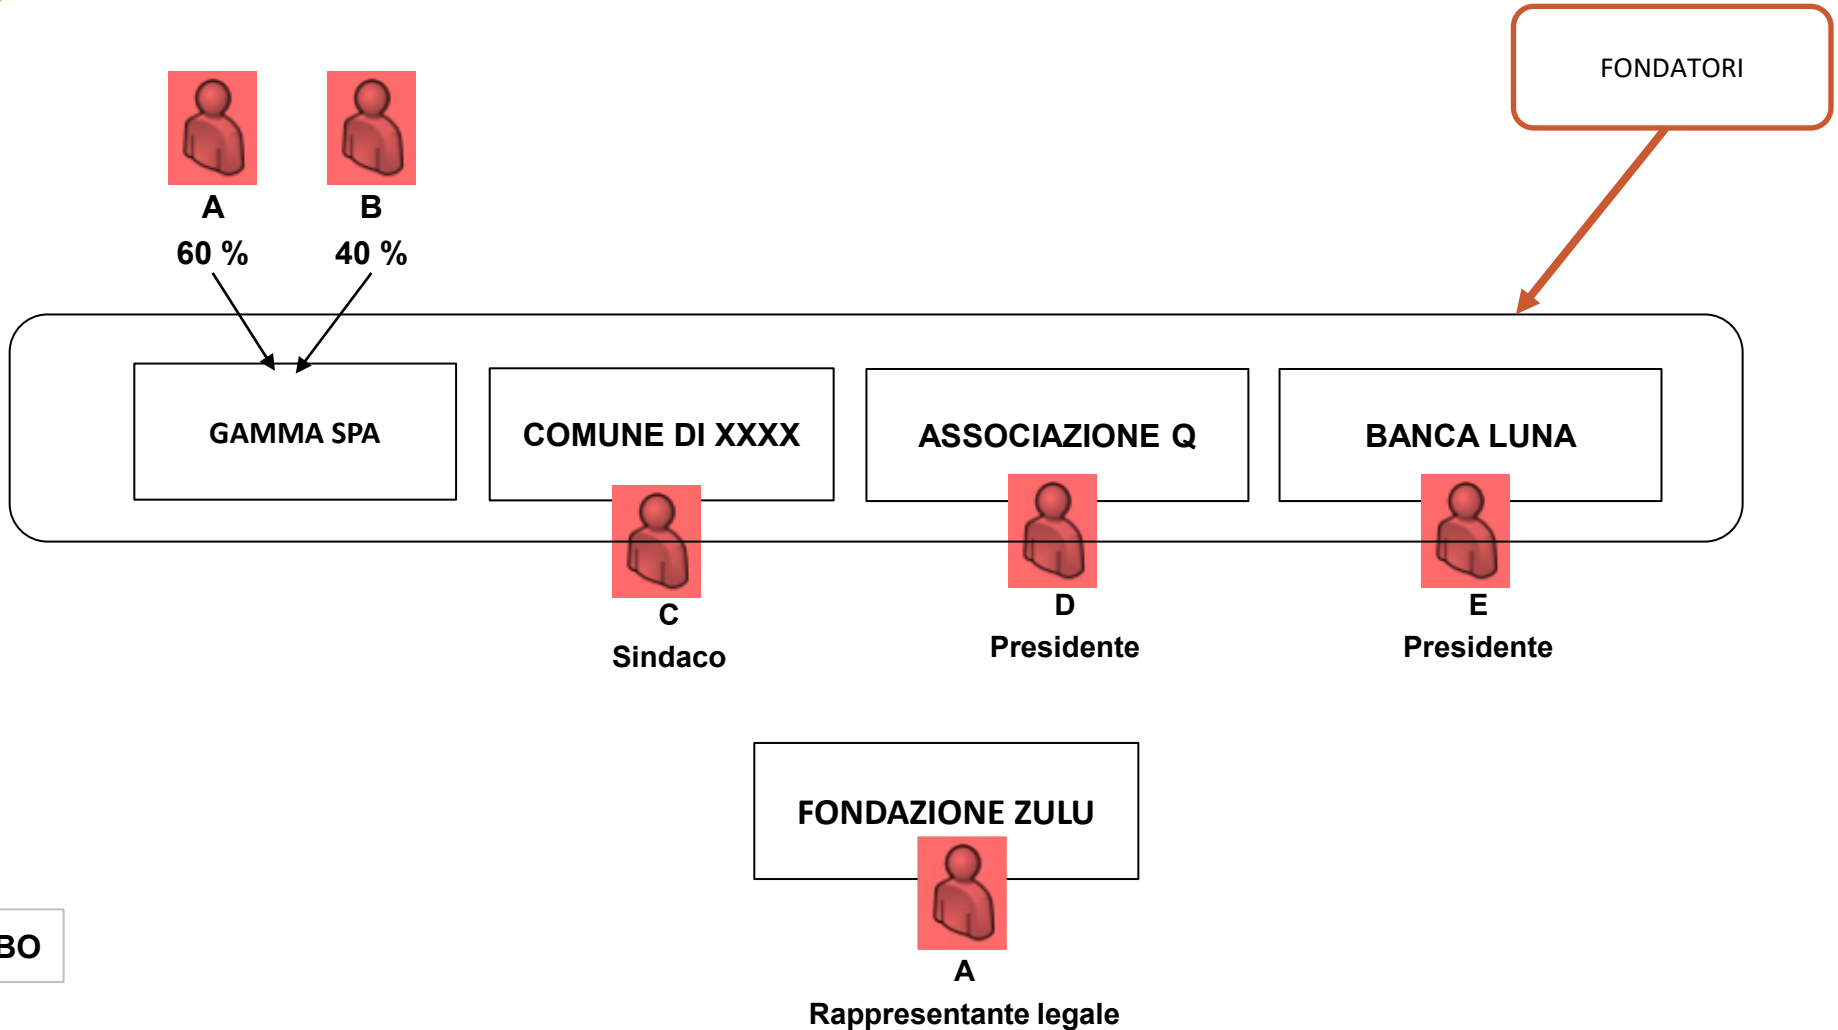 FONDATORI
A
B
60 %
40 %
GAMMA SPA
COMUNE DI XXXX
ASSOCIAZIONE Q
BANCA LUNA
C
Sindaco
D
Presidente
E
Presidente
FONDAZIONE ZULU
A
Rappresentante legale